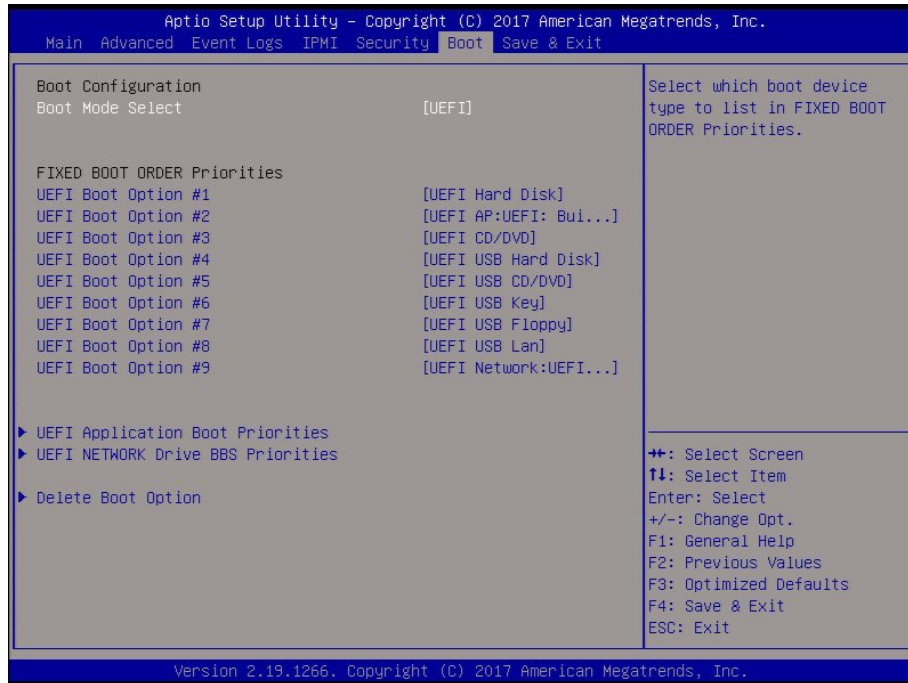 Aptio Setup Utility – Copyright (C) 2017 American Megatrends, Inc.
Main Advanced Event Logs IPMI Security Boot Save & Exit
Boot Configuration
Boot Mode Select [UEFI]
FIXED BOOT ORDER Priorities
UEFI Boot Option #1 [UEFI Hard Disk]
UEFI Boot Option #2 [UEFI AP:UEFI: Bui...]
UEFI Boot Option #3 [UEFI CD/DVD]
UEFI Boot Option #4 [UEFI USB Hard Disk]
UEFI Boot Option #5 [UEFI USB CD/DVD]
UEFI Boot Option #6 [UEFI USB Key]
UEFI Boot Option #7 [UEFI USB Floppy]
UEFI Boot Option #8 [UEFI USB Lan]
UEFI Boot Option #9 [UEFI Network:UEFI...]
▶ UEFI Application Boot Priorities
▶ UEFI NETWORK Drive BBS Priorities
▶ Delete Boot Option
Select which boot device
type to list in FIXED BOOT
ORDER Priorities.
→←: Select Screen
↑↓: Select Item
Enter: Select
+/-: Change Opt.
F1: General Help
F2: Previous Values
F3: Optimized Defaults
F4: Save & Exit
ESC: Exit
Version 2.19.1266. Copyright (C) 2017 American Megatrends, Inc.